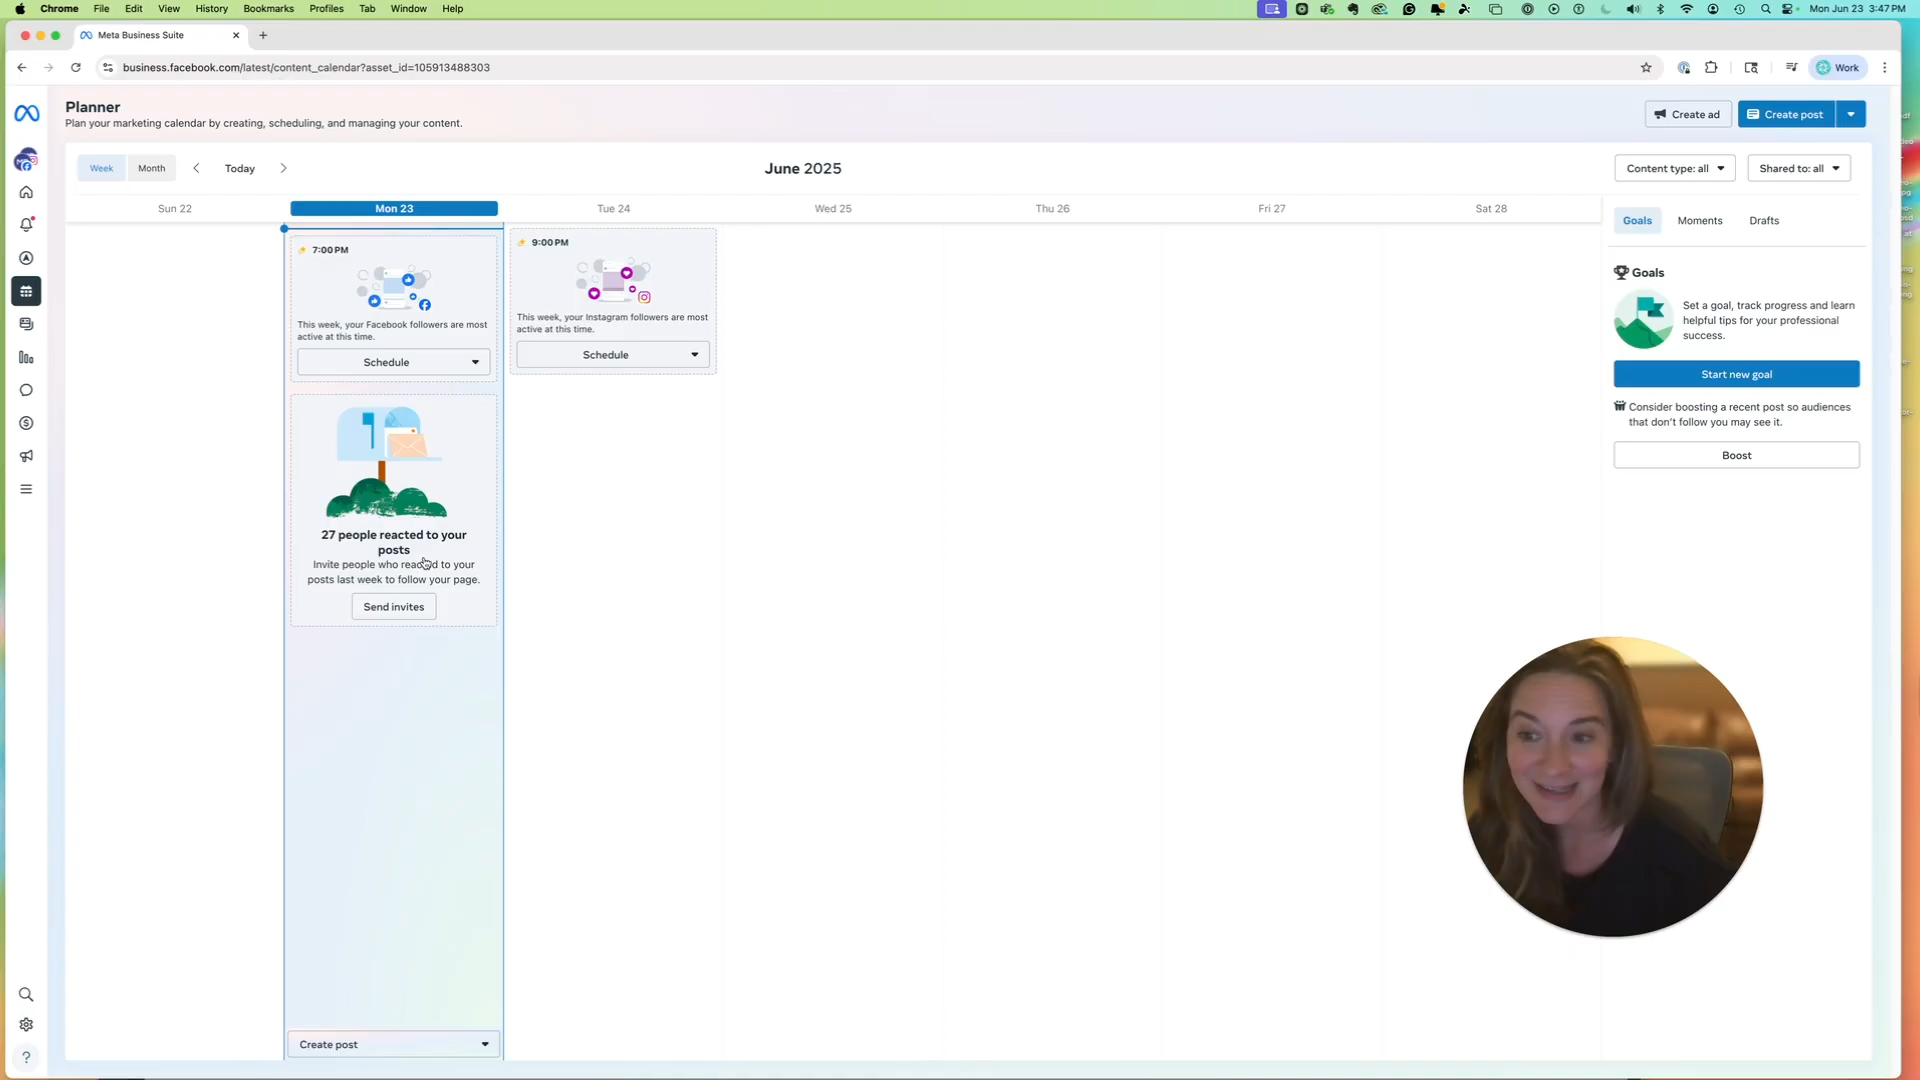 Chrome File Edit View History Bookmarks Profiles Tab Window Help
Mon Jun 23 3:47 PM
Meta Business Suite
business.facebook.com/latest/content_calendar?asset_id=105913488303
Work
Planner
Plan your marketing calendar by creating, scheduling, and managing your content.
Create ad
Create post
Week
Month
Today
June 2025
Content type: all
Shared to: all
Sun 22
Mon 23
Tue 24
Wed 25
Thu 26
Fri 27
Sat 28
7:00 PM
This week, your Facebook followers are most
active at this time.
Schedule
27 people reacted to your
posts
Invite people who reacted to your
posts last week to follow your page.
Send invites
Create post
9:00 PM
This week, your Instagram followers are most
active at this time.
Schedule
Goals
Moments
Drafts
Goals
Set a goal, track progress and learn
helpful tips for your professional
success.
Start new goal
Consider boosting a recent post so audiences
that don't follow you may see it.
Boost